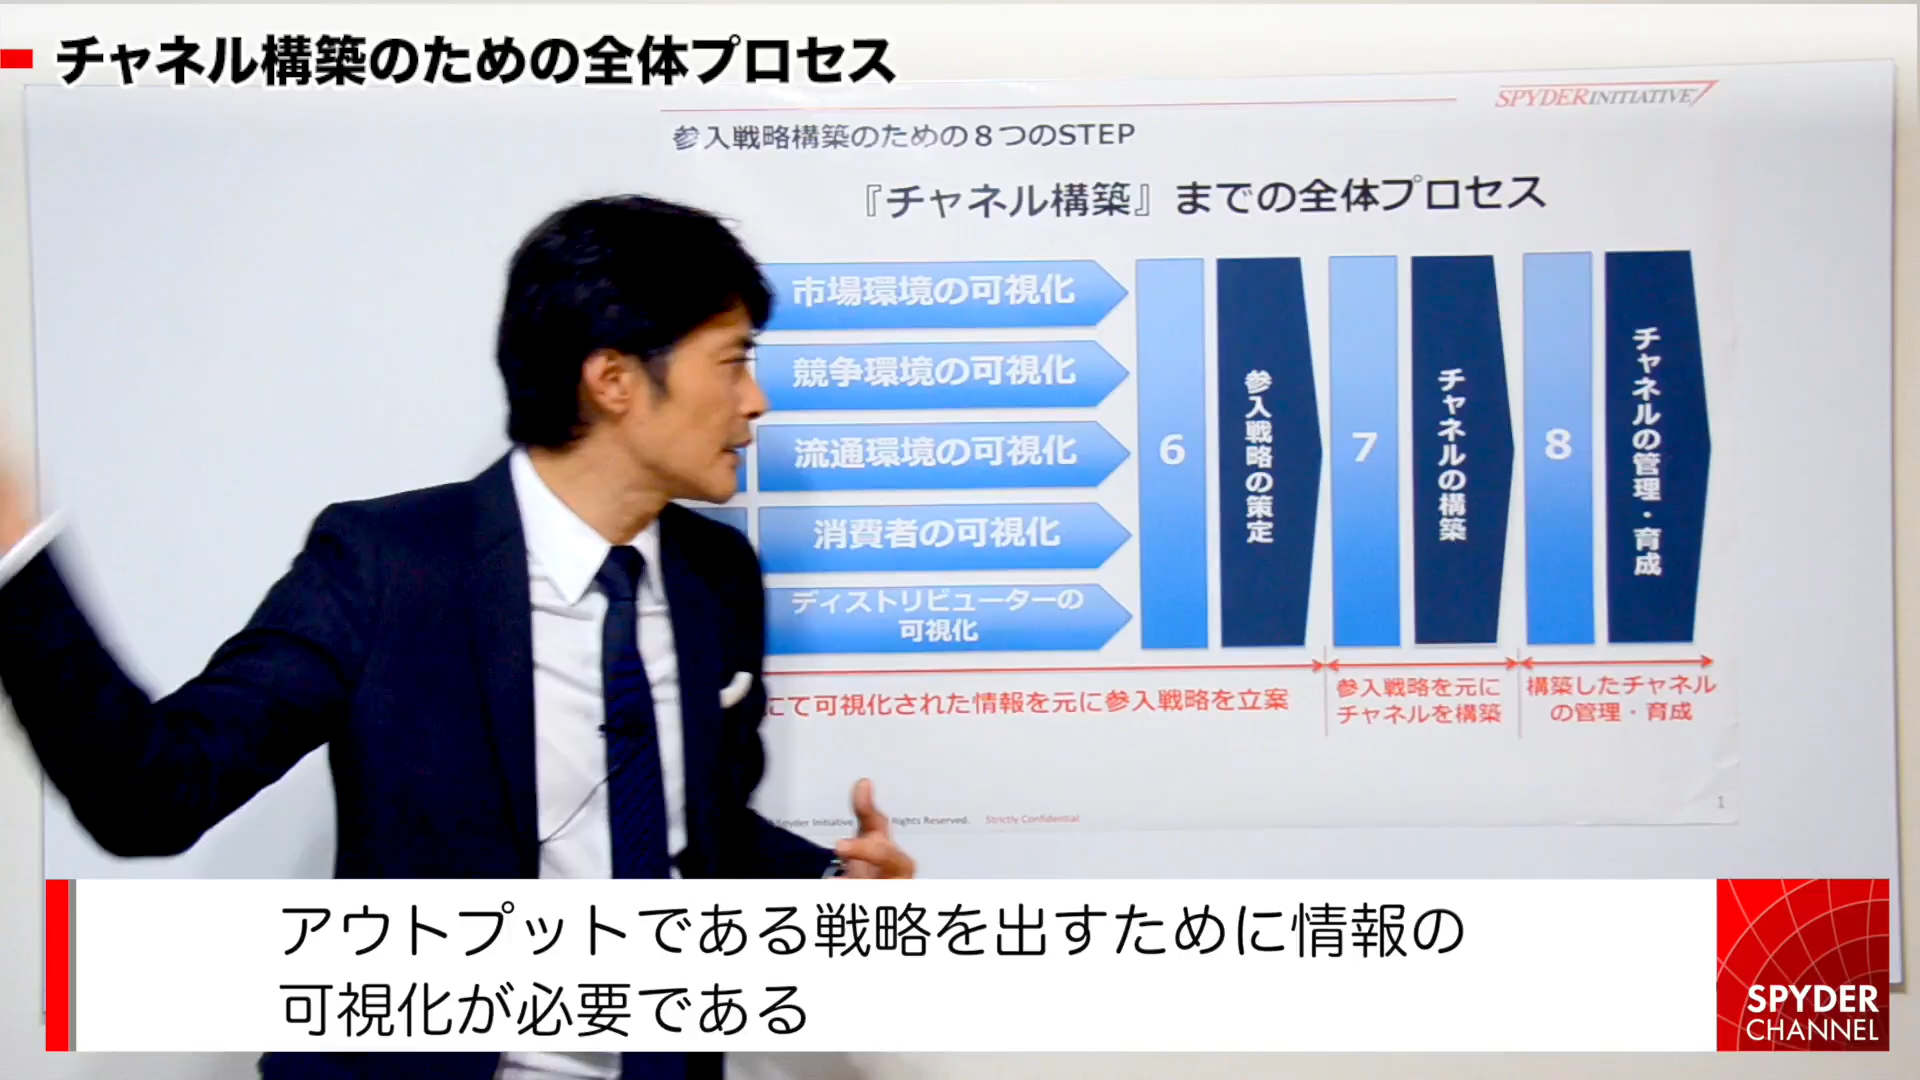 チャネル構築のための全体プロセス
SPYDERINITIATIVE
参入戦略構築のための8つのSTEP
『チャネル構築』までの全体プロセス
市場環境の可視化
競争環境の可視化
流通環境の可視化
消費者の可視化
ディストリビューターの
可視化
6
参入戦略の策定
7
チャネルの構築
8
チャネルの管理・育成
にて可視化された情報を元に参入戦略を立案
参入戦略を元に
チャネルを構築
構築したチャネル
の管理・育成
Spyder Initiative
Rights Reserved. Strictly Confidential
1
アウトプットである戦略を出すために情報の
可視化が必要である
SPYDER
CHANNEL